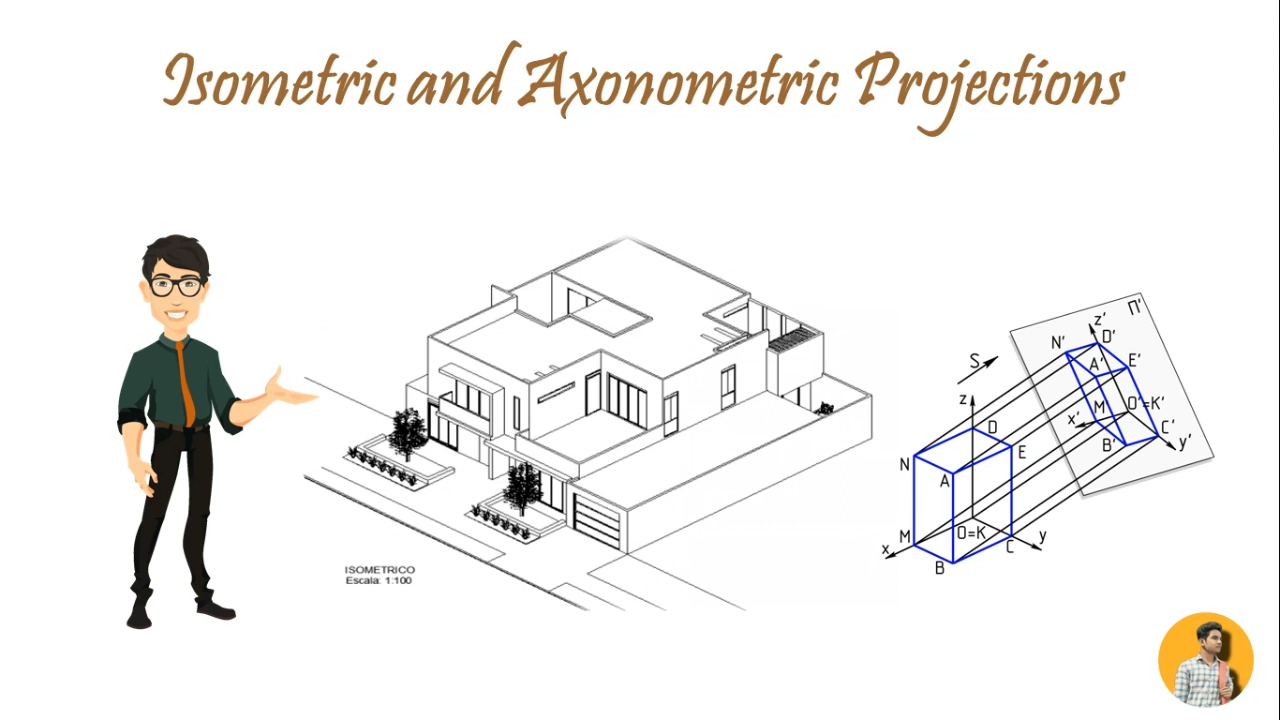 Isometric and Axonometric Projections
ISOMETRICO
Escala: 1:100
S
z
N
D
E
A
M
O=K
C
B
x
y
П'
z'
N'
D'
A'
E'
M
O'=K'
x'
C'
B'
y'